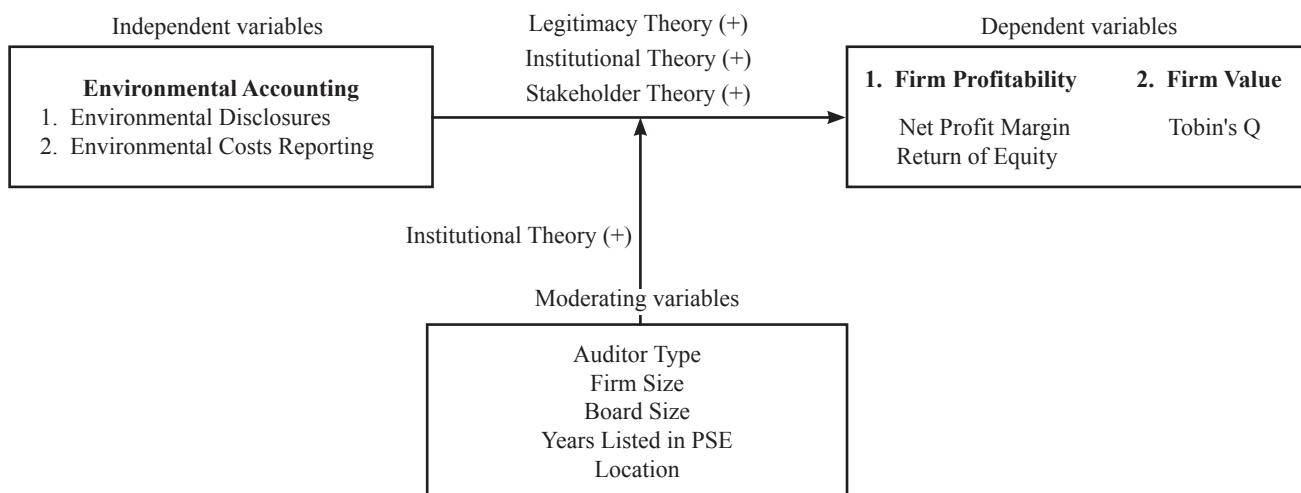 Independent variables
Environmental Accounting
1. Environmental Disclosures
2. Environmental Costs Reporting
Legitimacy Theory (+)
Institutional Theory (+)
Stakeholder Theory (+)
Dependent variables
1. Firm Profitability
Net Profit Margin
Return of Equity
2. Firm Value
Tobin's Q
Institutional Theory (+)
Moderating variables
Auditor Type
Firm Size
Board Size
Years Listed in PSE
Location